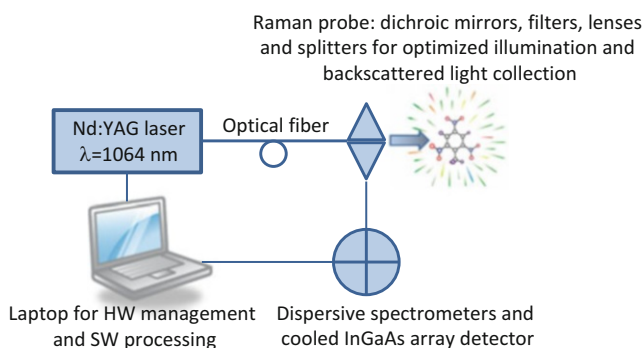 Raman probe: dichroic mirrors, filters, lenses
and splitters for optimized illumination and
backscattered light collection
Nd:YAG laser
λ=1064 nm
Optical fiber
Laptop for HW management
and SW processing
Dispersive spectrometers and
cooled InGaAs array detector